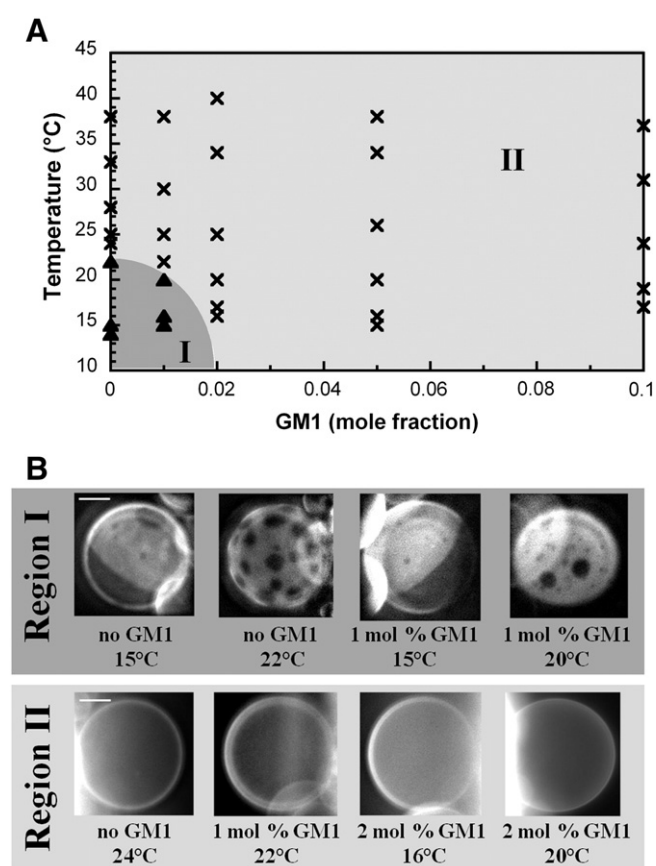 A
45
40
35
30
25
20
15
10
Temperature (°C)
II
I
0
0.02
0.04
0.06
0.08
0.1
GM1 (mole fraction)
B
Region I
no GM1
15°C
no GM1
22°C
1 mol % GM1
15°C
1 mol % GM1
20°C
Region II
no GM1
24°C
1 mol % GM1
22°C
2 mol % GM1
16°C
2 mol % GM1
20°C